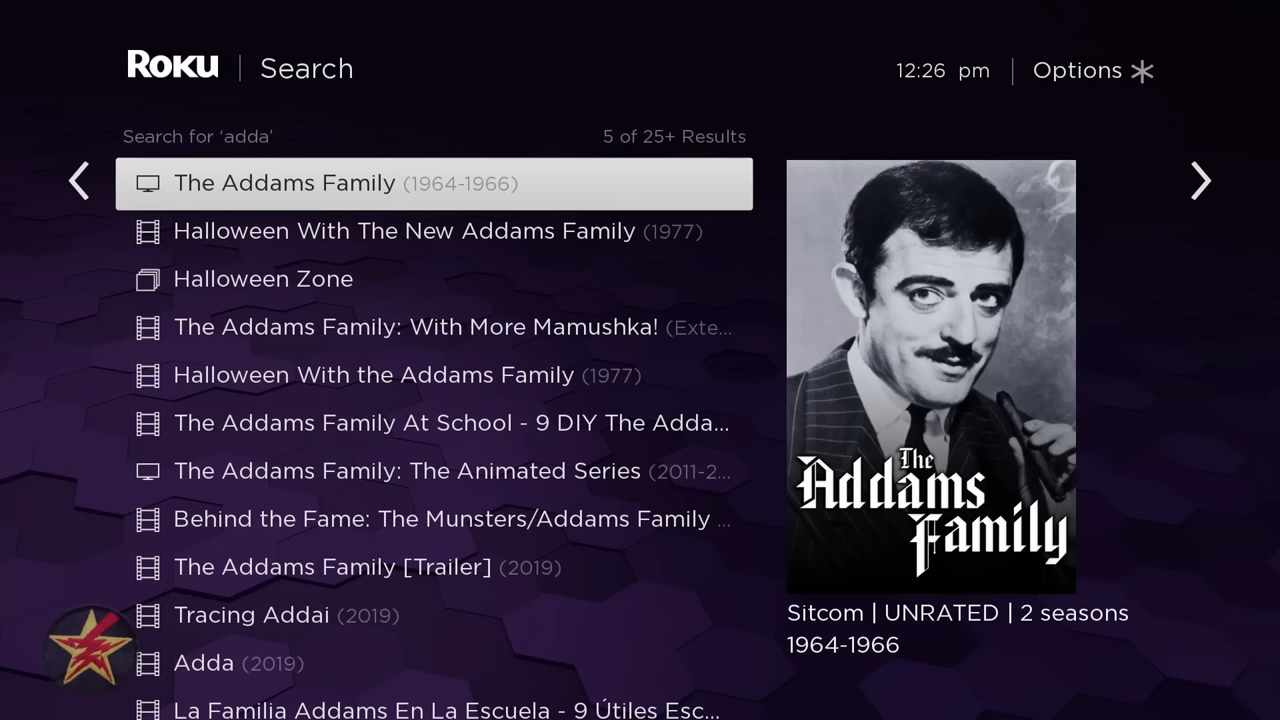 Roku | Search
12:26 pm | Options
Search for ‘adda’
5 of 25+ Results
The Addams Family (1964-1966)
Halloween With The New Addams Family (1977)
Halloween Zone
The Addams Family: With More Mamushka! (Exte...
Halloween With the Addams Family (1977)
The Addams Family At School - 9 DIY The Adda...
The Addams Family: The Animated Series (2011-2...
Behind the Fame: The Munsters/Addams Family ...
The Addams Family [Trailer] (2019)
Tracing Addai (2019)
Adda (2019)
La Familia Addams En La Escuela - 9 Útiles Esc...
The
Addams
Family
Sitcom | UNRATED | 2 seasons
1964-1966